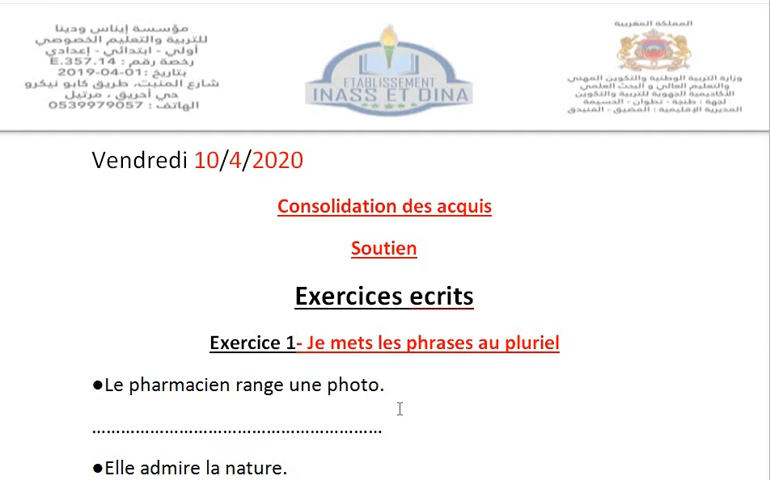 مؤسسة إيناس ودينا
للتربية والتعليم الخصوصي
أولي - ابتدائي - إعدادي
رخصة رقم : E.357.14
بتاريخ :01-04-2019
شارع المنبت، طريق كابو نيكرو
حي أحريق ، مرتيل
الهاتف : 0539979057
ETABLISSEMENT
INASS ET DINA
المملكة المغربية
وزارة التربية الوطنية والتكوين المهني
والتعليم العالي و البحث العلمي
الأكاديمية الجهوية للتربية والتكوين
لجهة : طنجة - تطوان - الحسيمة
المديرية الإقليمية : المضيق - الفنيدق
Vendredi 10/4/2020
Consolidation des acquis
Soutien
Exercices ecrits
Exercice 1- Je mets les phrases au pluriel
●Le pharmacien range une photo.
............................................................
●Elle admire la nature.